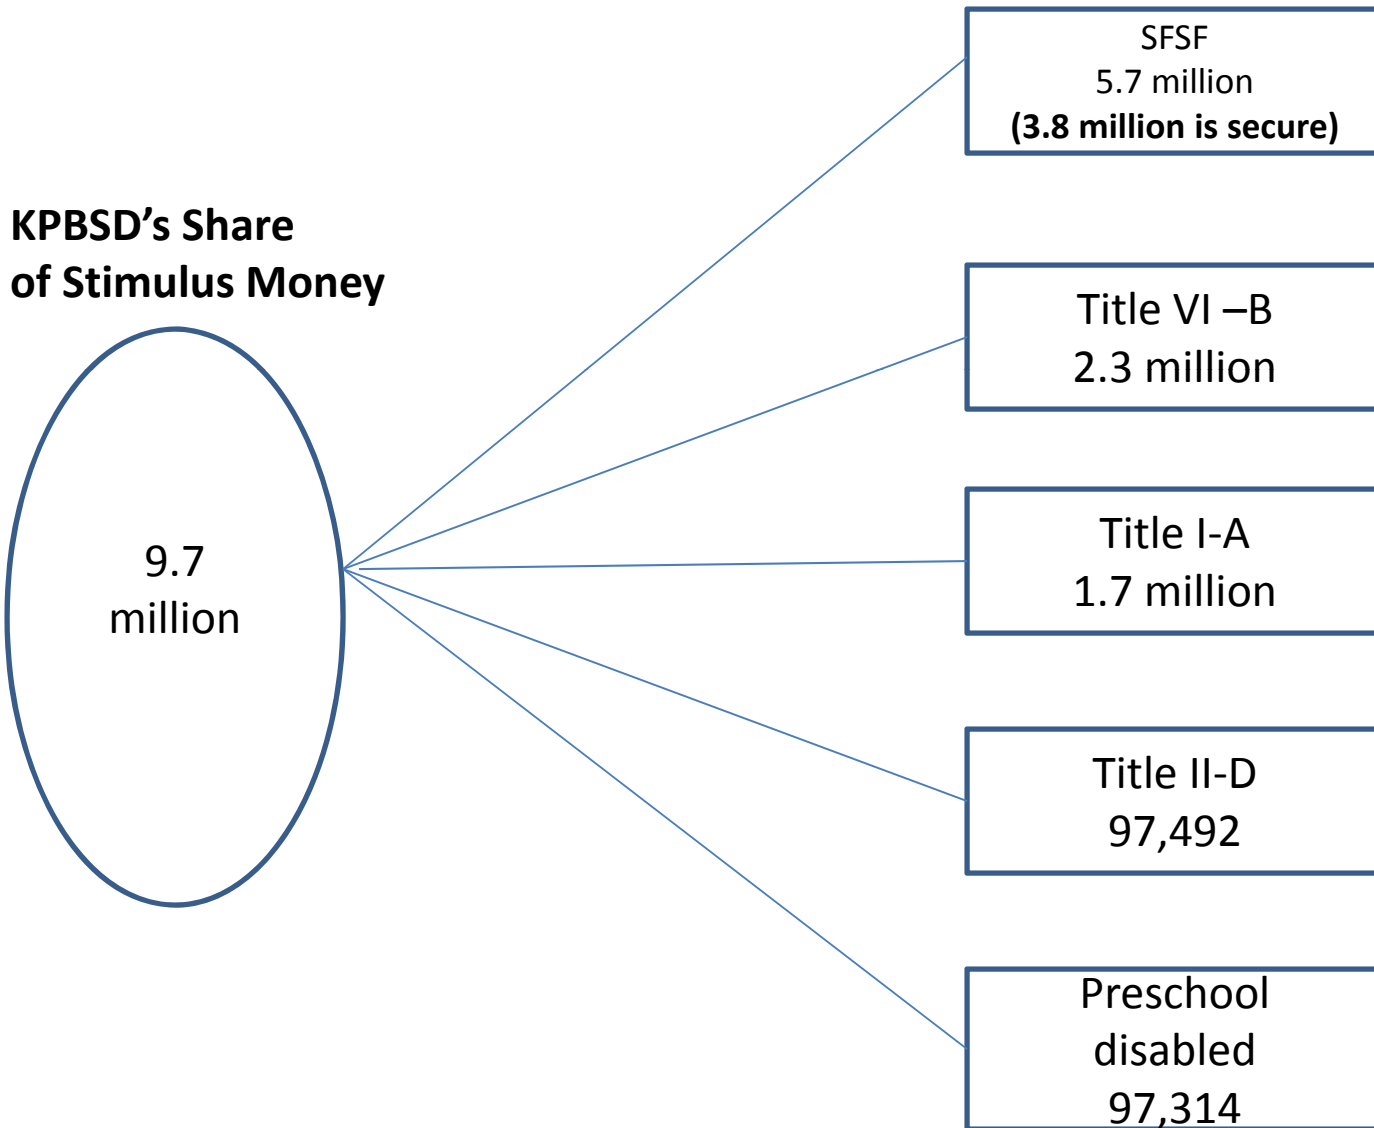 KPBSD’s Share
of Stimulus Money
9.7
million
SFSF
5.7 million
(3.8 million is secure)
Title VI –B
2.3 million
Title I-A
1.7 million
Title II-D
97,492
Preschool
disabled
97,314